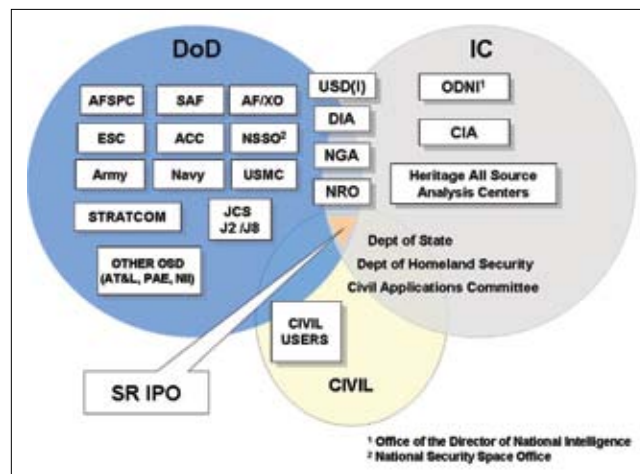 DoD
IC
AFSPC
SAF
AF/XO
USD(I)
ODNI¹
ESC
ACC
NSSO²
DIA
CIA
Army
Navy
USMC
NGA
Heritage All Source
Analysis Centers
NRO
STRATCOM
JCS
J2 /J8
Dept of State
OTHER OSD
(AT&L, PAE, NII)
Dept of Homeland Security
Civil Applications Committee
CIVIL
USERS
SR IPO
CIVIL
¹ Office of the Director of National Intelligence
² National Security Space Office